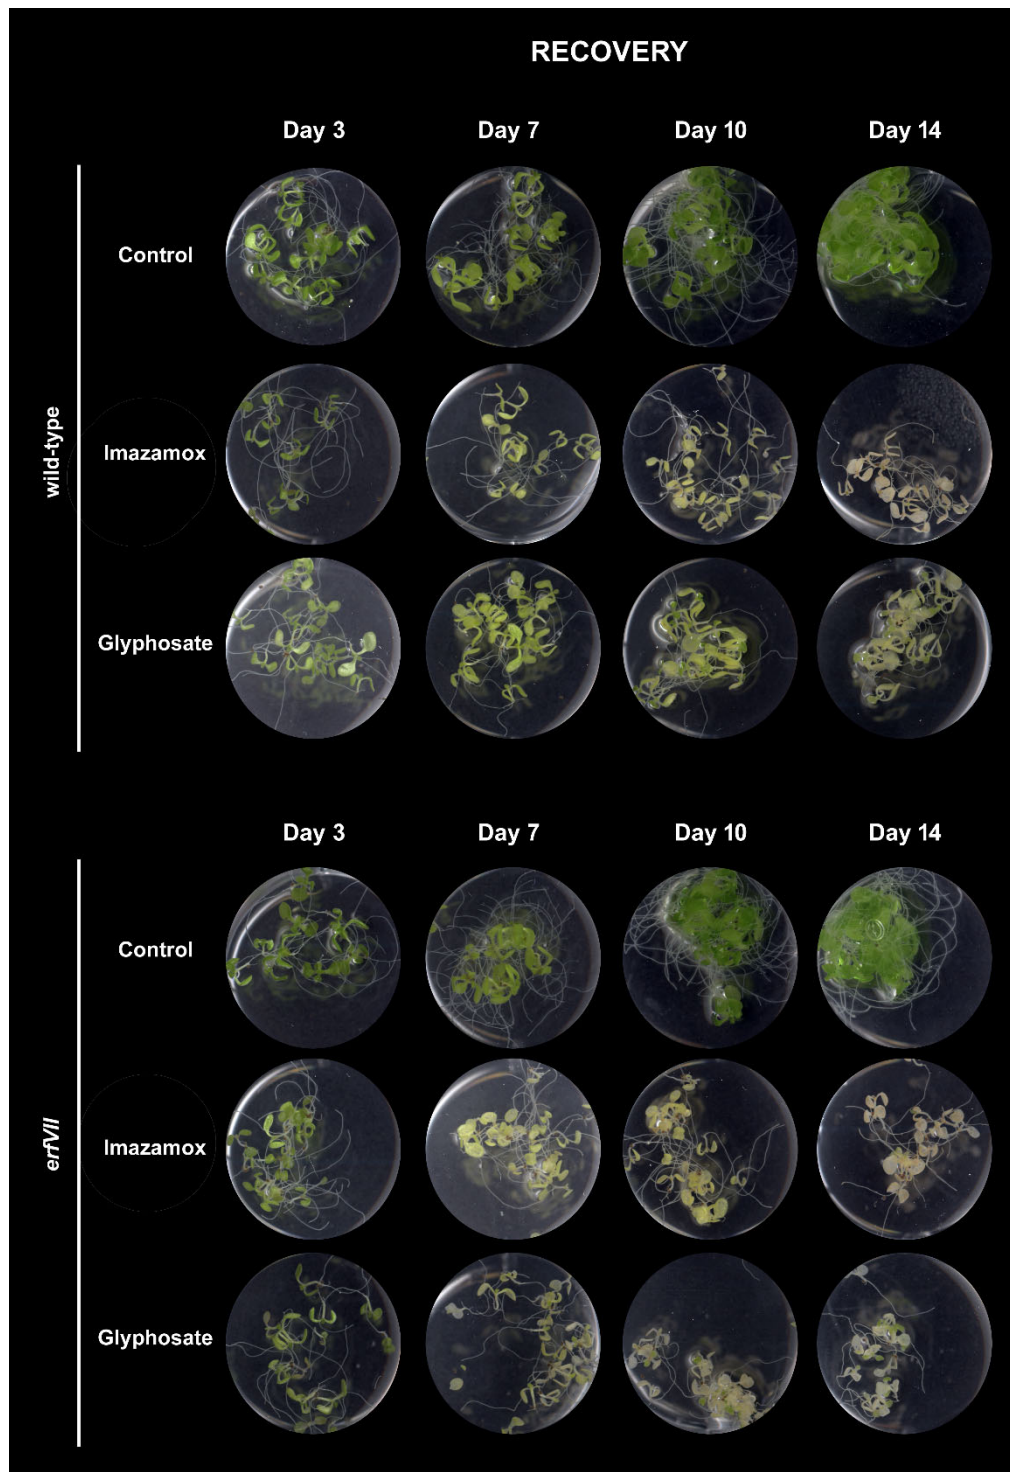 RECOVERY
Day 3 Day 7 Day 10 Day 14
wild-type
Control
Imazamox
Glyphosate
Day 3 Day 7 Day 10 Day 14
erfVII
Control
Imazamox
Glyphosate